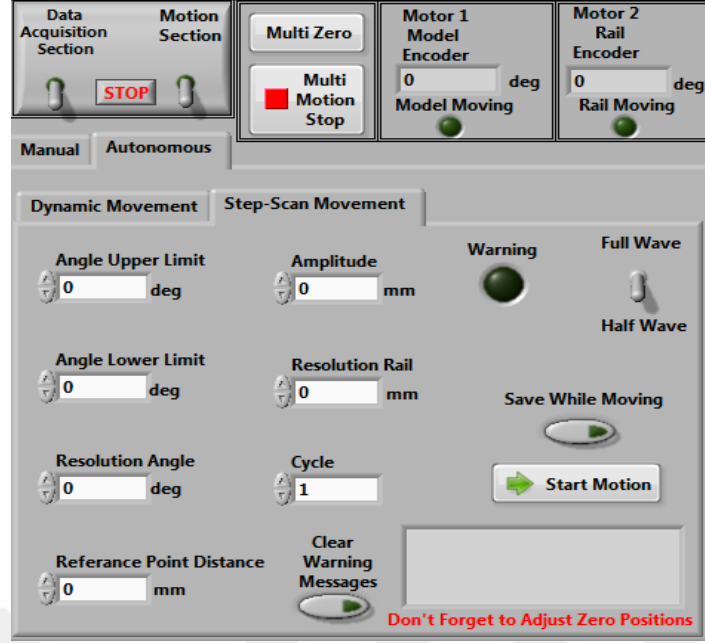 Data
Acquisition
Section
Motion
Section
STOP
Multi Zero
Multi
Motion
Stop
Motor 1
Model
Encoder
0 deg
Model Moving
Motor 2
Rail
Encoder
0 deg
Rail Moving
Manual Autonomous
Dynamic Movement Step-Scan Movement
Angle Upper Limit
0 deg
Amplitude
0 mm
Warning
Full Wave
Half Wave
Angle Lower Limit
0 deg
Resolution Rail
0 mm
Save While Moving
Resolution Angle
0 deg
Cycle
1
Start Motion
Referance Point Distance
0 mm
Clear
Warning
Messages
Don't Forget to Adjust Zero Positions